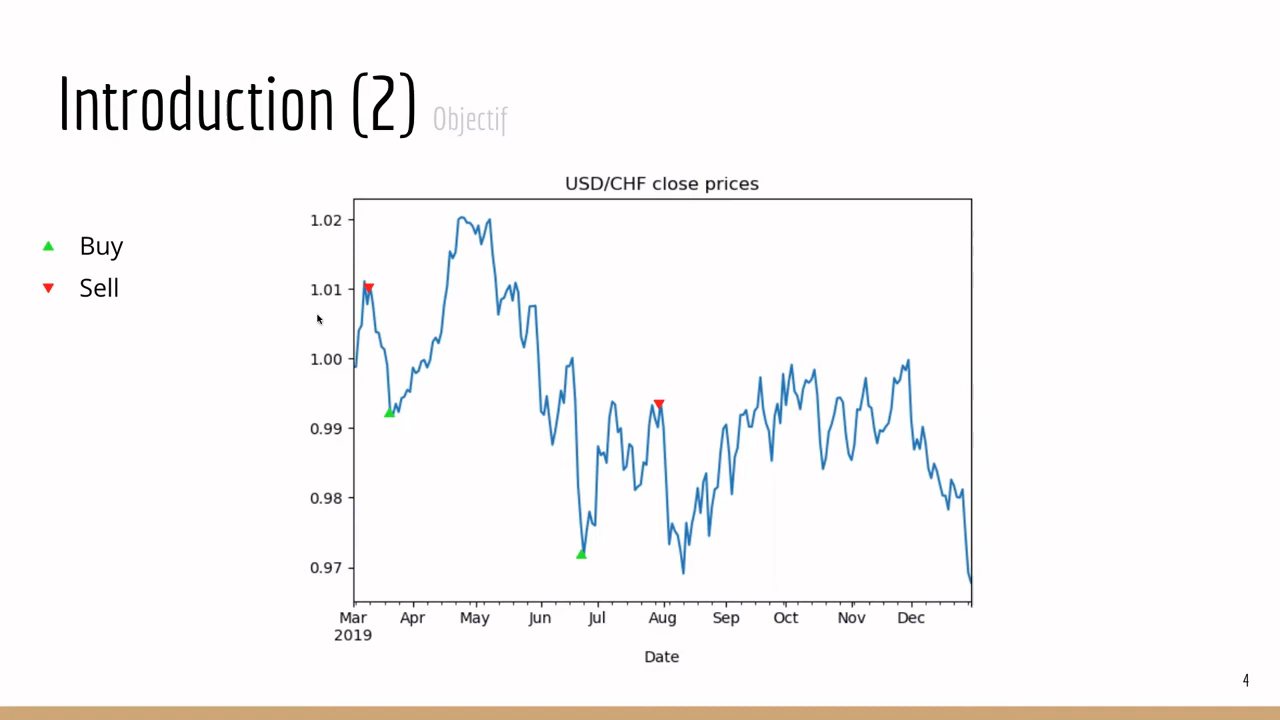 Introduction (2) Objectif
Buy
Sell
USD/CHF close prices
1.02
1.01
1.00
0.99
0.98
0.97
Mar Apr May Jun Jul Aug Sep Oct Nov Dec
2019
Date
4